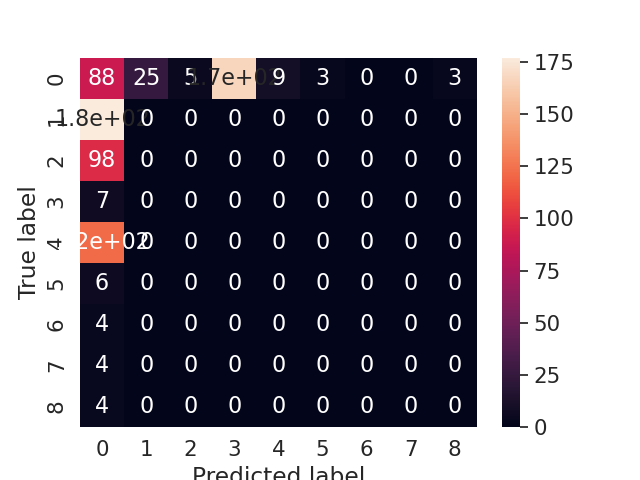 0 88 25 5 1.7e+02 9 3 0 0 3
1 1.8e+02 0 0 0 0 0 0 0 0
2 98 0 0 0 0 0 0 0 0
3 7 0 0 0 0 0 0 0 0
4 2e+02 0 0 0 0 0 0 0 0
5 6 0 0 0 0 0 0 0 0
6 4 0 0 0 0 0 0 0 0
7 4 0 0 0 0 0 0 0 0
8 4 0 0 0 0 0 0 0 0
0 1 2 3 4 5 6 7 8
Predicted label
True label
175
150
125
100
75
50
25
0